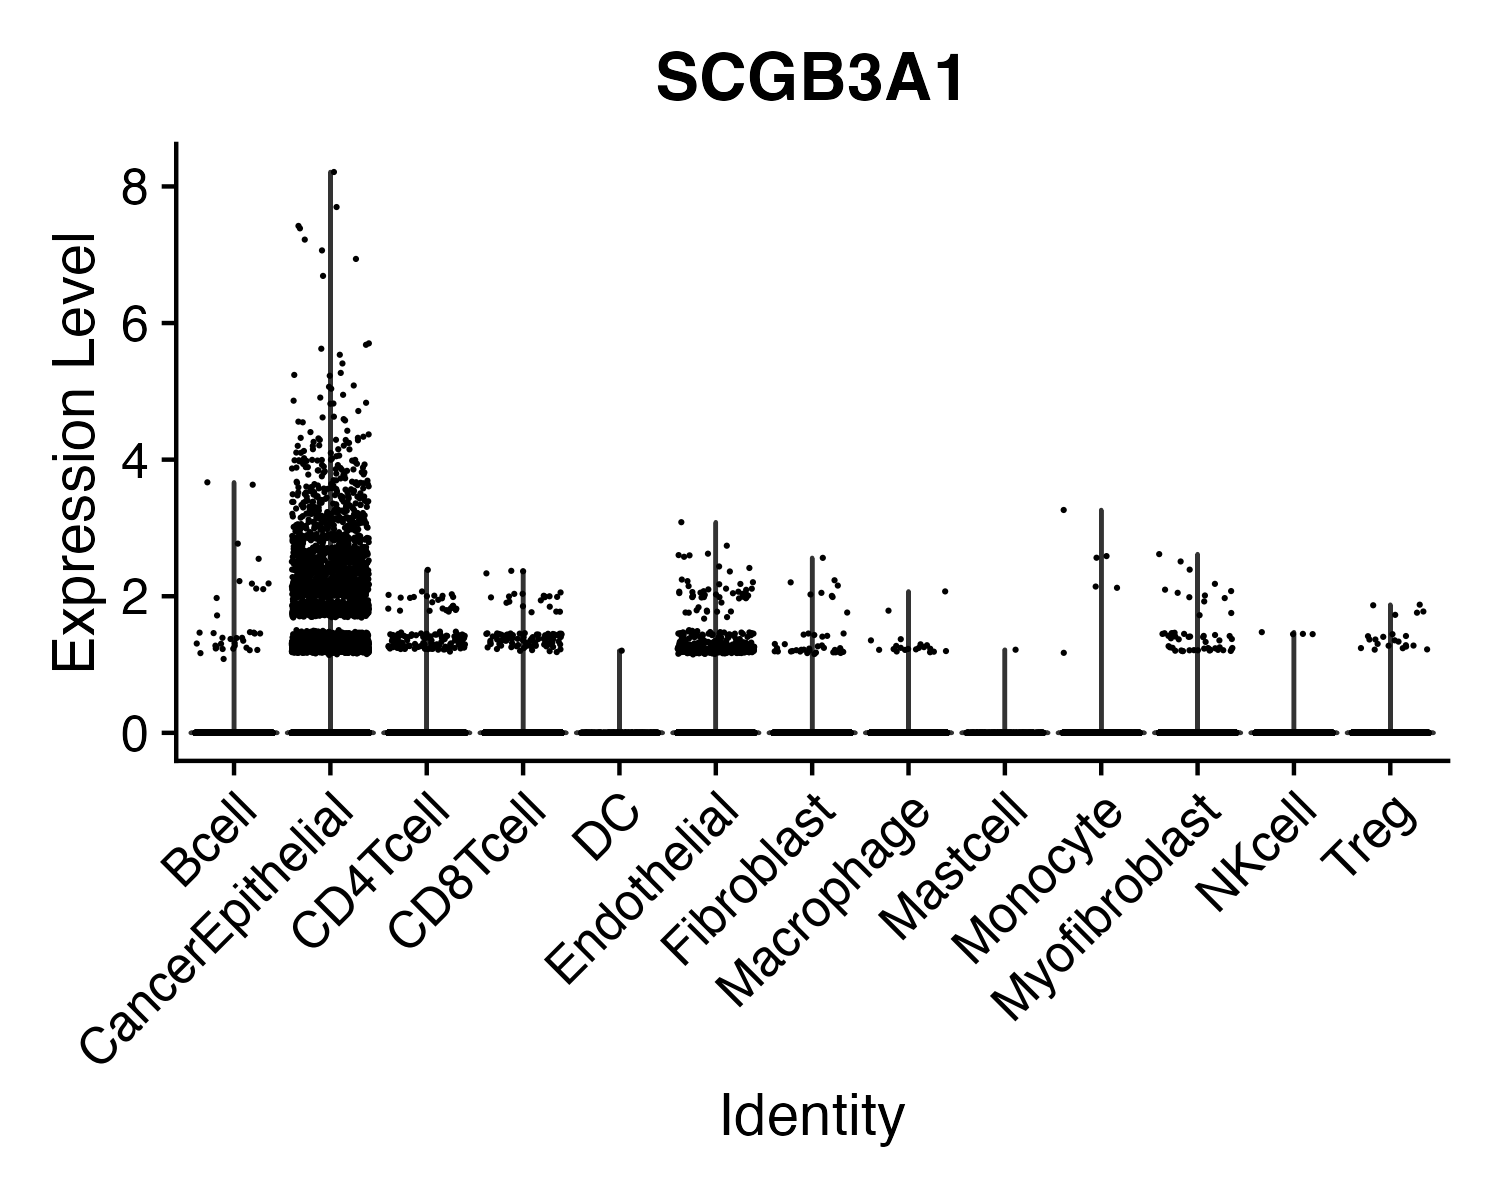 SCGB3A1
Expression Level
8
6
4
2
0
Bcell
CancerEpithelial
CD4Tcell
CD8Tcell
DC
Endothelial
Fibroblast
Macrophage
Mastcell
Monocyte
Myofibroblast
NKcell
Treg
Identity